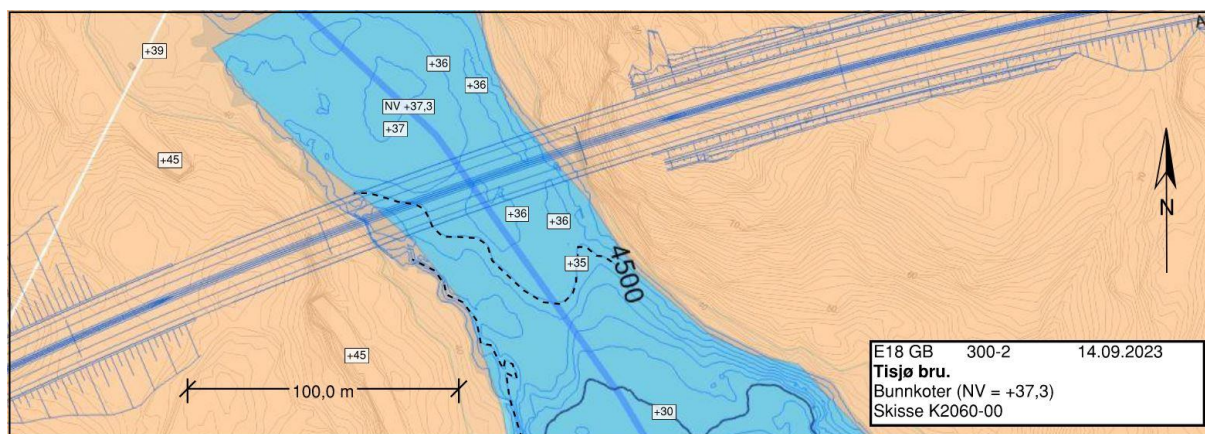 +39
+36
+36
NV +37,3
+37
+45
+36
+36
+35
4500
N
+45
100,0 m
+30
E18 GB 300-2 14.09.2023
Tisjø bru.
Bunnkoter (NV = +37,3)
Skisse K2060-00